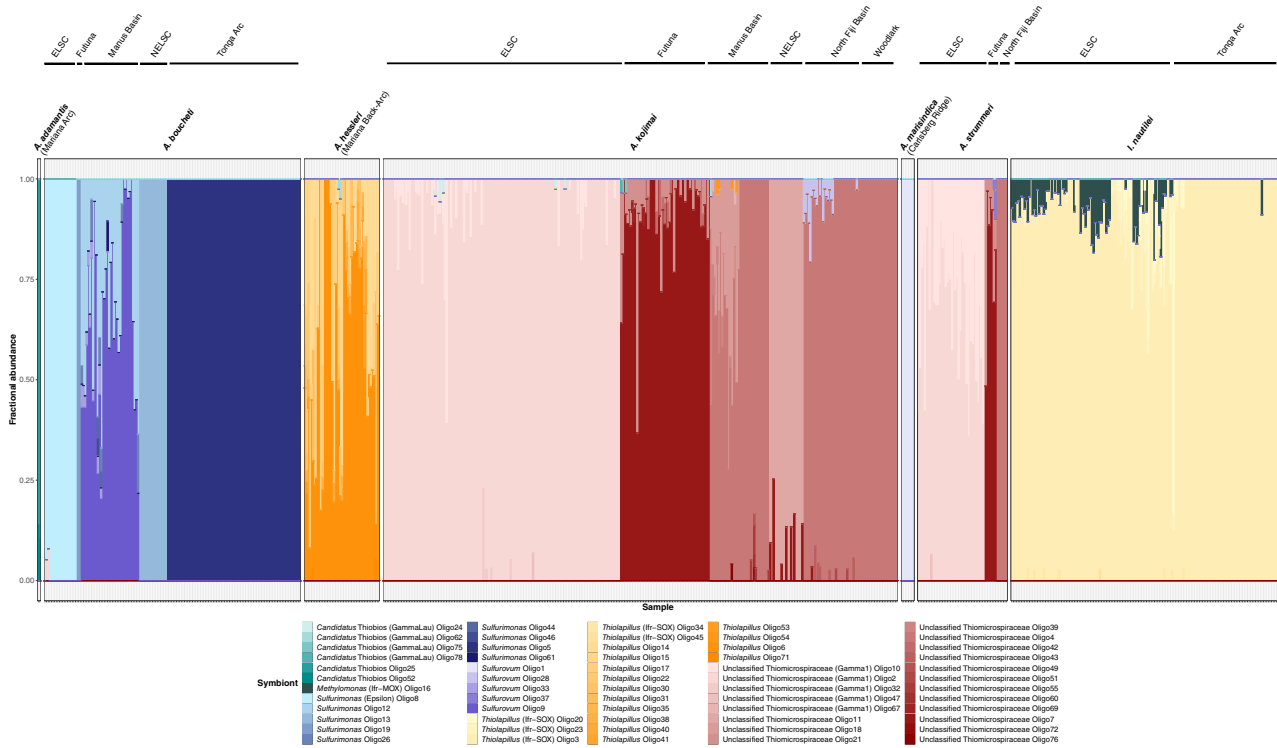 ELSC
Futuna
Manus Basin
NELSC
Tonga Arc
ELSC
Futuna
Manus Basin
NELSC
North Fiji Basin
Woodlark
ELSC
Futuna
North Fiji Basin
ELSC
Tonga Arc
A. adamantis
(Mariana Arc)
A. boucheti
A. hessleri
(Mariana Back-Arc)
A. kojimai
A. marisindica
(Carlsberg Ridge)
A. strummeri
I. nautilei
1.00
0.75
0.50
0.25
0.00
Fractional abundance
Sample
Symbiont
Candidatus Thiobios (GammaLau) Oligo24
Candidatus Thiobios (GammaLau) Oligo62
Candidatus Thiobios (GammaLau) Oligo75
Candidatus Thiobios (GammaLau) Oligo78
Candidatus Thiobios Oligo25
Candidatus Thiobios Oligo52
Methylomonas (Ifr-MOX) Oligo16
Sulfurimonas (Epsilon) Oligo8
Sulfurimonas Oligo12
Sulfurimonas Oligo13
Sulfurimonas Oligo19
Sulfurimonas Oligo26
Sulfurimonas Oligo44
Sulfurimonas Oligo46
Sulfurimonas Oligo5
Sulfurimonas Oligo61
Sulfurovum Oligo1
Sulfurovum Oligo28
Sulfurovum Oligo33
Sulfurovum Oligo37
Sulfurovum Oligo9
Thiolapillus (Ifr-SOX) Oligo20
Thiolapillus (Ifr-SOX) Oligo23
Thiolapillus (Ifr-SOX) Oligo3
Thiolapillus (Ifr-SOX) Oligo34
Thiolapillus (Ifr-SOX) Oligo45
Thiolapillus Oligo14
Thiolapillus Oligo15
Thiolapillus Oligo17
Thiolapillus Oligo22
Thiolapillus Oligo30
Thiolapillus Oligo31
Thiolapillus Oligo35
Thiolapillus Oligo38
Thiolapillus Oligo40
Thiolapillus Oligo41
Thiolapillus Oligo53
Thiolapillus Oligo54
Thiolapillus Oligo6
Thiolapillus Oligo71
Unclassified Thiomicrospiraceae (Gamma1) Oligo10
Unclassified Thiomicrospiraceae (Gamma1) Oligo2
Unclassified Thiomicrospiraceae (Gamma1) Oligo32
Unclassified Thiomicrospiraceae (Gamma1) Oligo47
Unclassified Thiomicrospiraceae (Gamma1) Oligo67
Unclassified Thiomicrospiraceae Oligo11
Unclassified Thiomicrospiraceae Oligo18
Unclassified Thiomicrospiraceae Oligo21
Unclassified Thiomicrospiraceae Oligo39
Unclassified Thiomicrospiraceae Oligo4
Unclassified Thiomicrospiraceae Oligo42
Unclassified Thiomicrospiraceae Oligo43
Unclassified Thiomicrospiraceae Oligo49
Unclassified Thiomicrospiraceae Oligo51
Unclassified Thiomicrospiraceae Oligo55
Unclassified Thiomicrospiraceae Oligo60
Unclassified Thiomicrospiraceae Oligo69
Unclassified Thiomicrospiraceae Oligo7
Unclassified Thiomicrospiraceae Oligo72
Unclassified Thiomicrospiraceae Oligo76